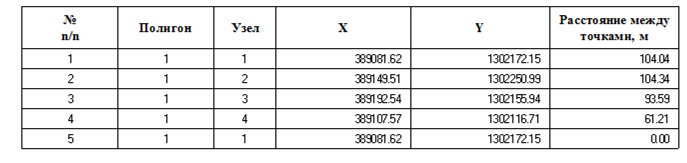 № п/п Полигон Узел X Y Расстояние между точками, м
1 1 1 389081.62 1302172.15 104.04
2 1 2 389149.51 1302250.99 104.34
3 1 3 389192.54 1302155.94 93.59
4 1 4 389107.57 1302116.71 61.21
5 1 1 389081.62 1302172.15 0.00